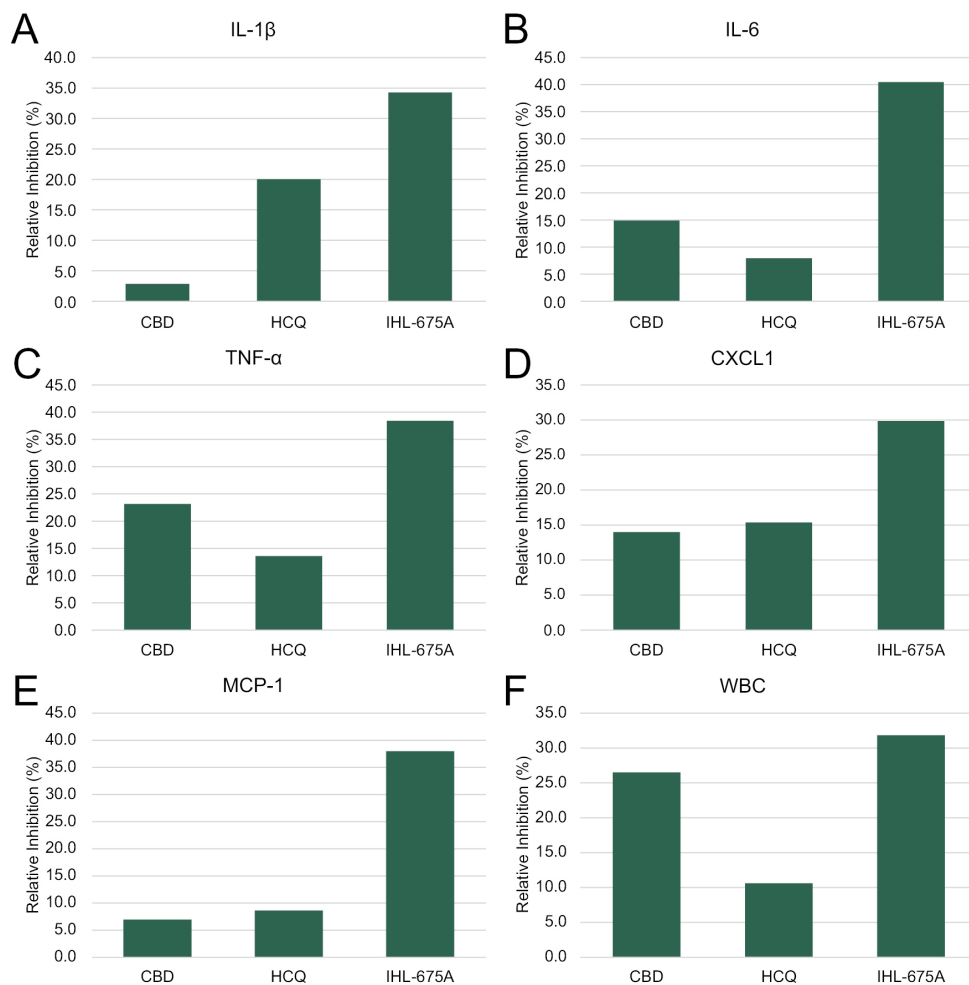 A
IL-1β
Relative Inhibition (%)
40.0
35.0
30.0
25.0
20.0
15.0
10.0
5.0
0.0
CBD HCQ IHL-675A
B
IL-6
Relative Inhibition (%)
45.0
40.0
35.0
30.0
25.0
20.0
15.0
10.0
5.0
0.0
CBD HCQ IHL-675A
C
TNF-α
Relative Inhibition (%)
45.0
40.0
35.0
30.0
25.0
20.0
15.0
10.0
5.0
0.0
CBD HCQ IHL-675A
D
CXCL1
Relative Inhibition (%)
35.0
30.0
25.0
20.0
15.0
10.0
5.0
0.0
CBD HCQ IHL-675A
E
MCP-1
Relative Inhibition (%)
45.0
40.0
35.0
30.0
25.0
20.0
15.0
10.0
5.0
0.0
CBD HCQ IHL-675A
F
WBC
Relative Inhibition (%)
35.0
30.0
25.0
20.0
15.0
10.0
5.0
0.0
CBD HCQ IHL-675A